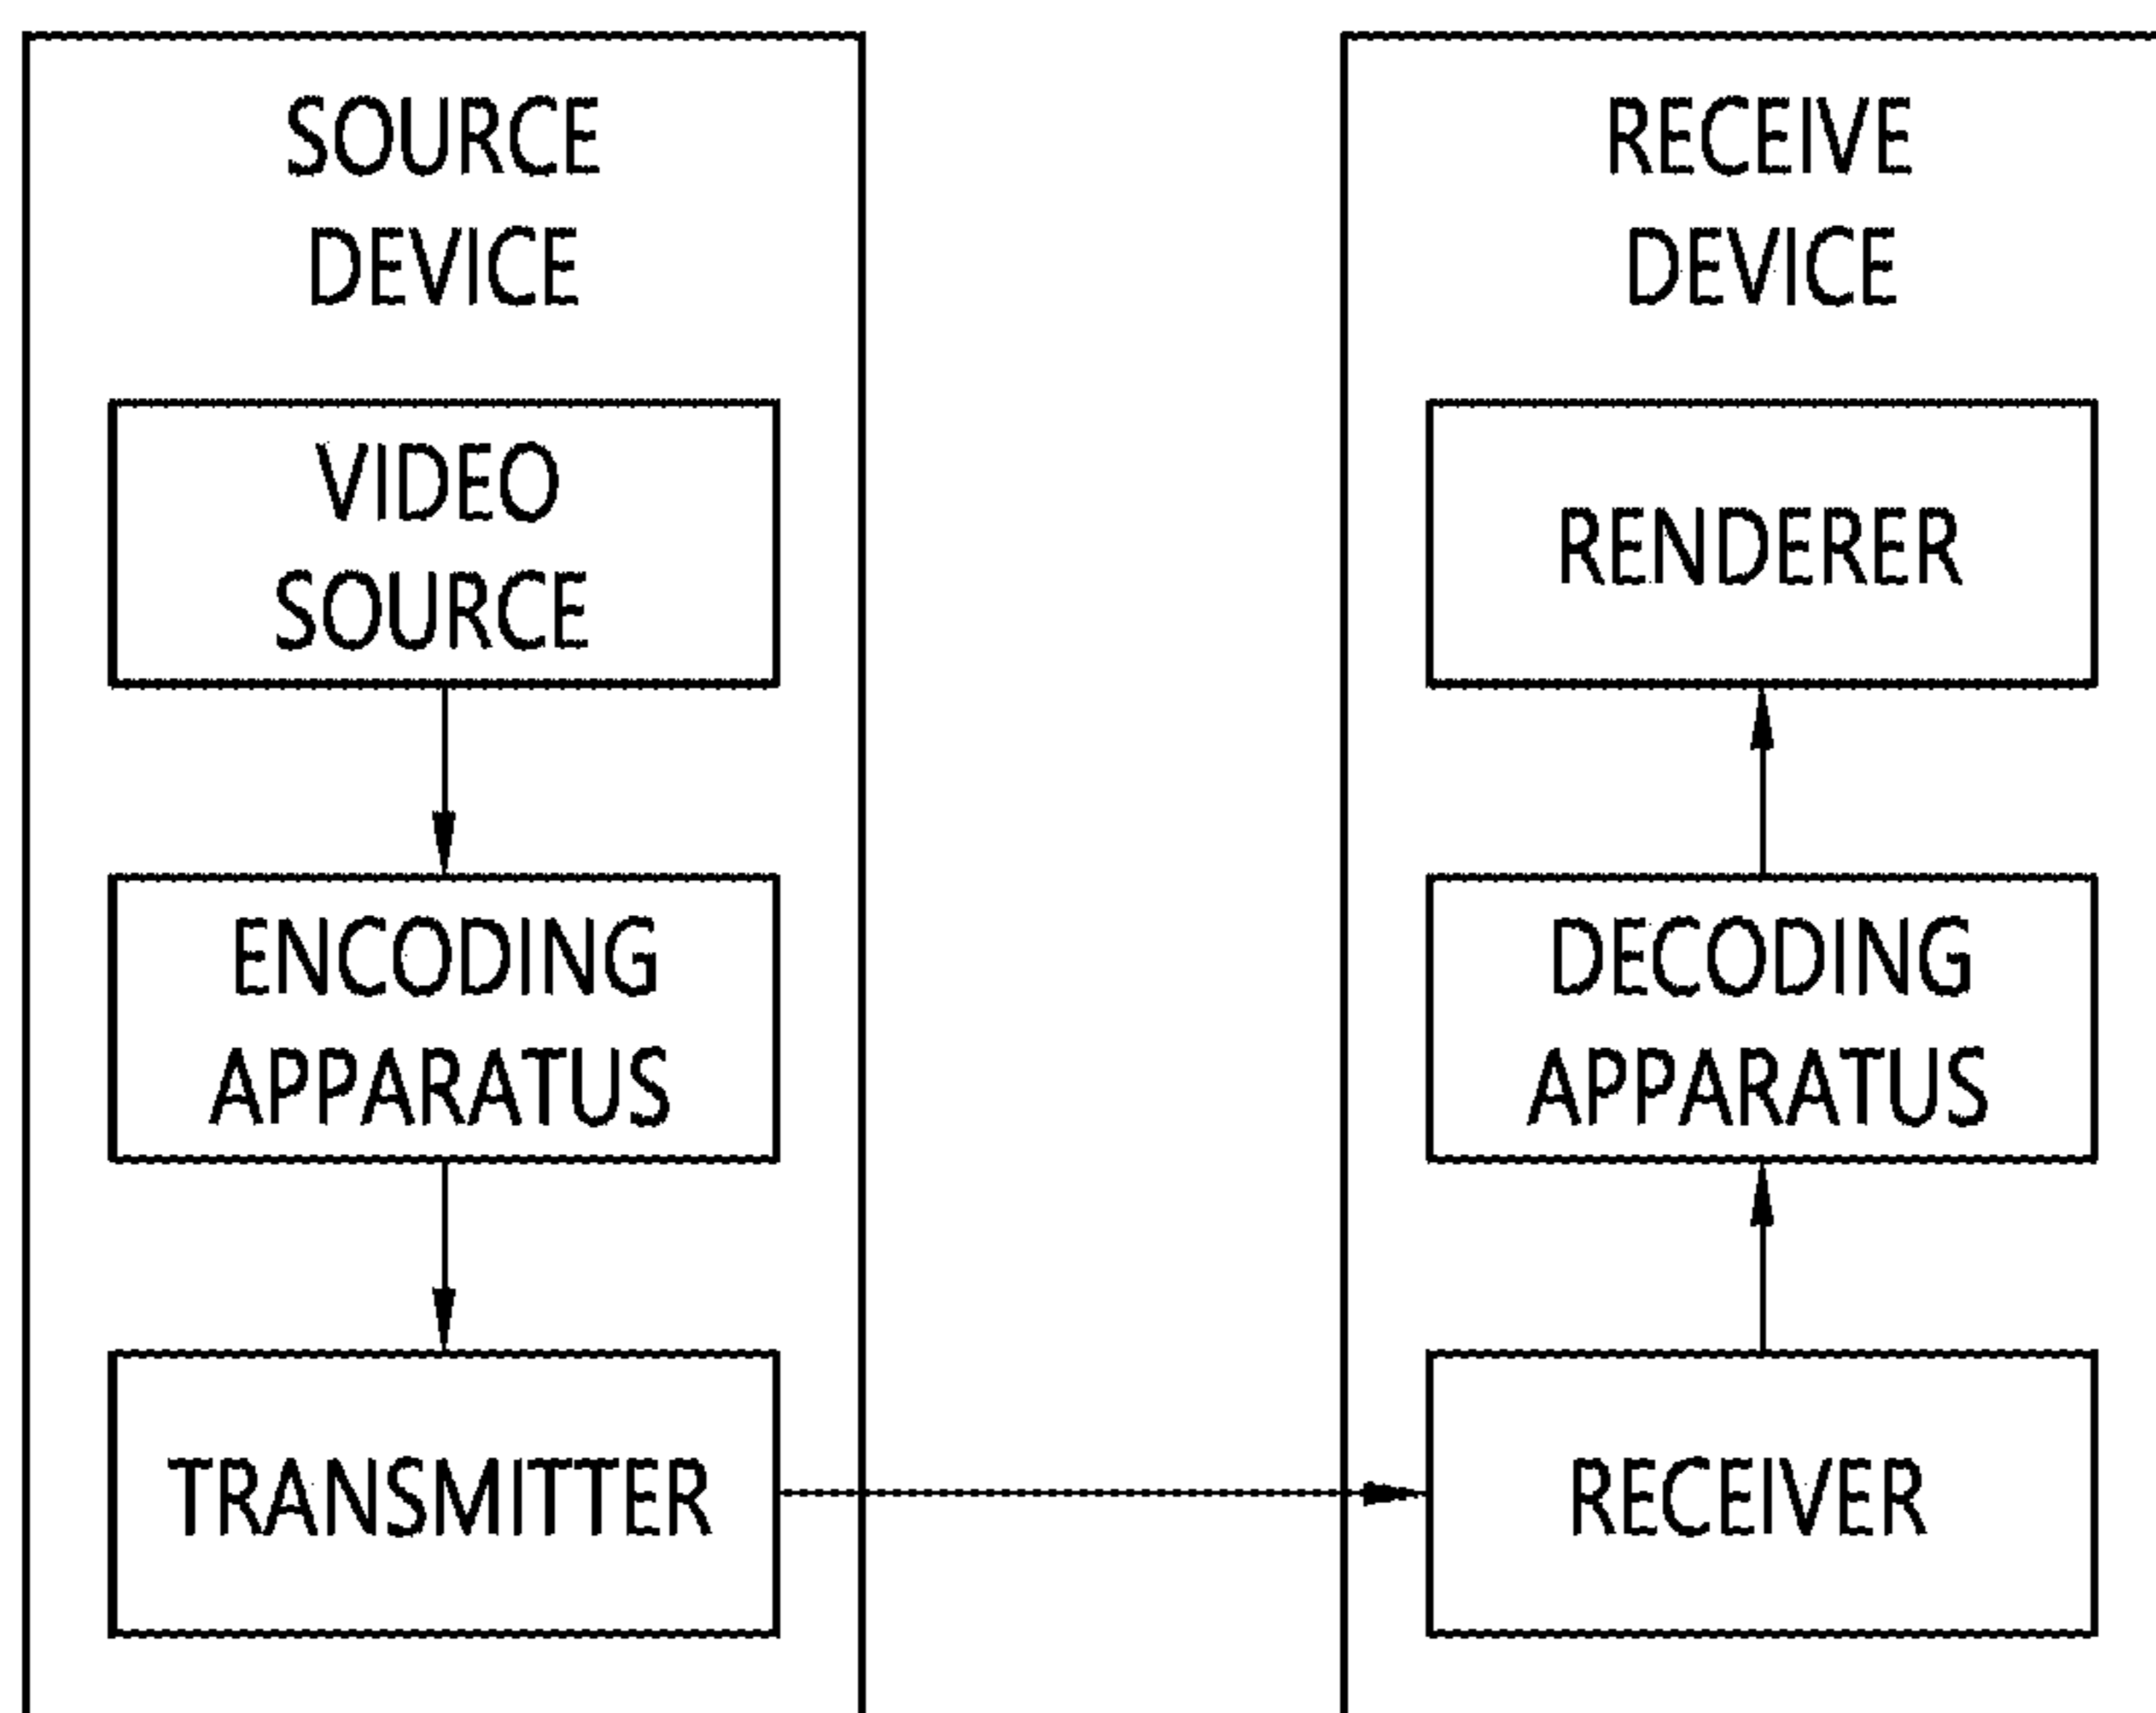 SOURCE
DEVICE
VIDEO
SOURCE
ENCODING
APPARATUS
TRANSMITTER
RECEIVE
DEVICE
RENDERER
DECODING
APPARATUS
RECEIVER